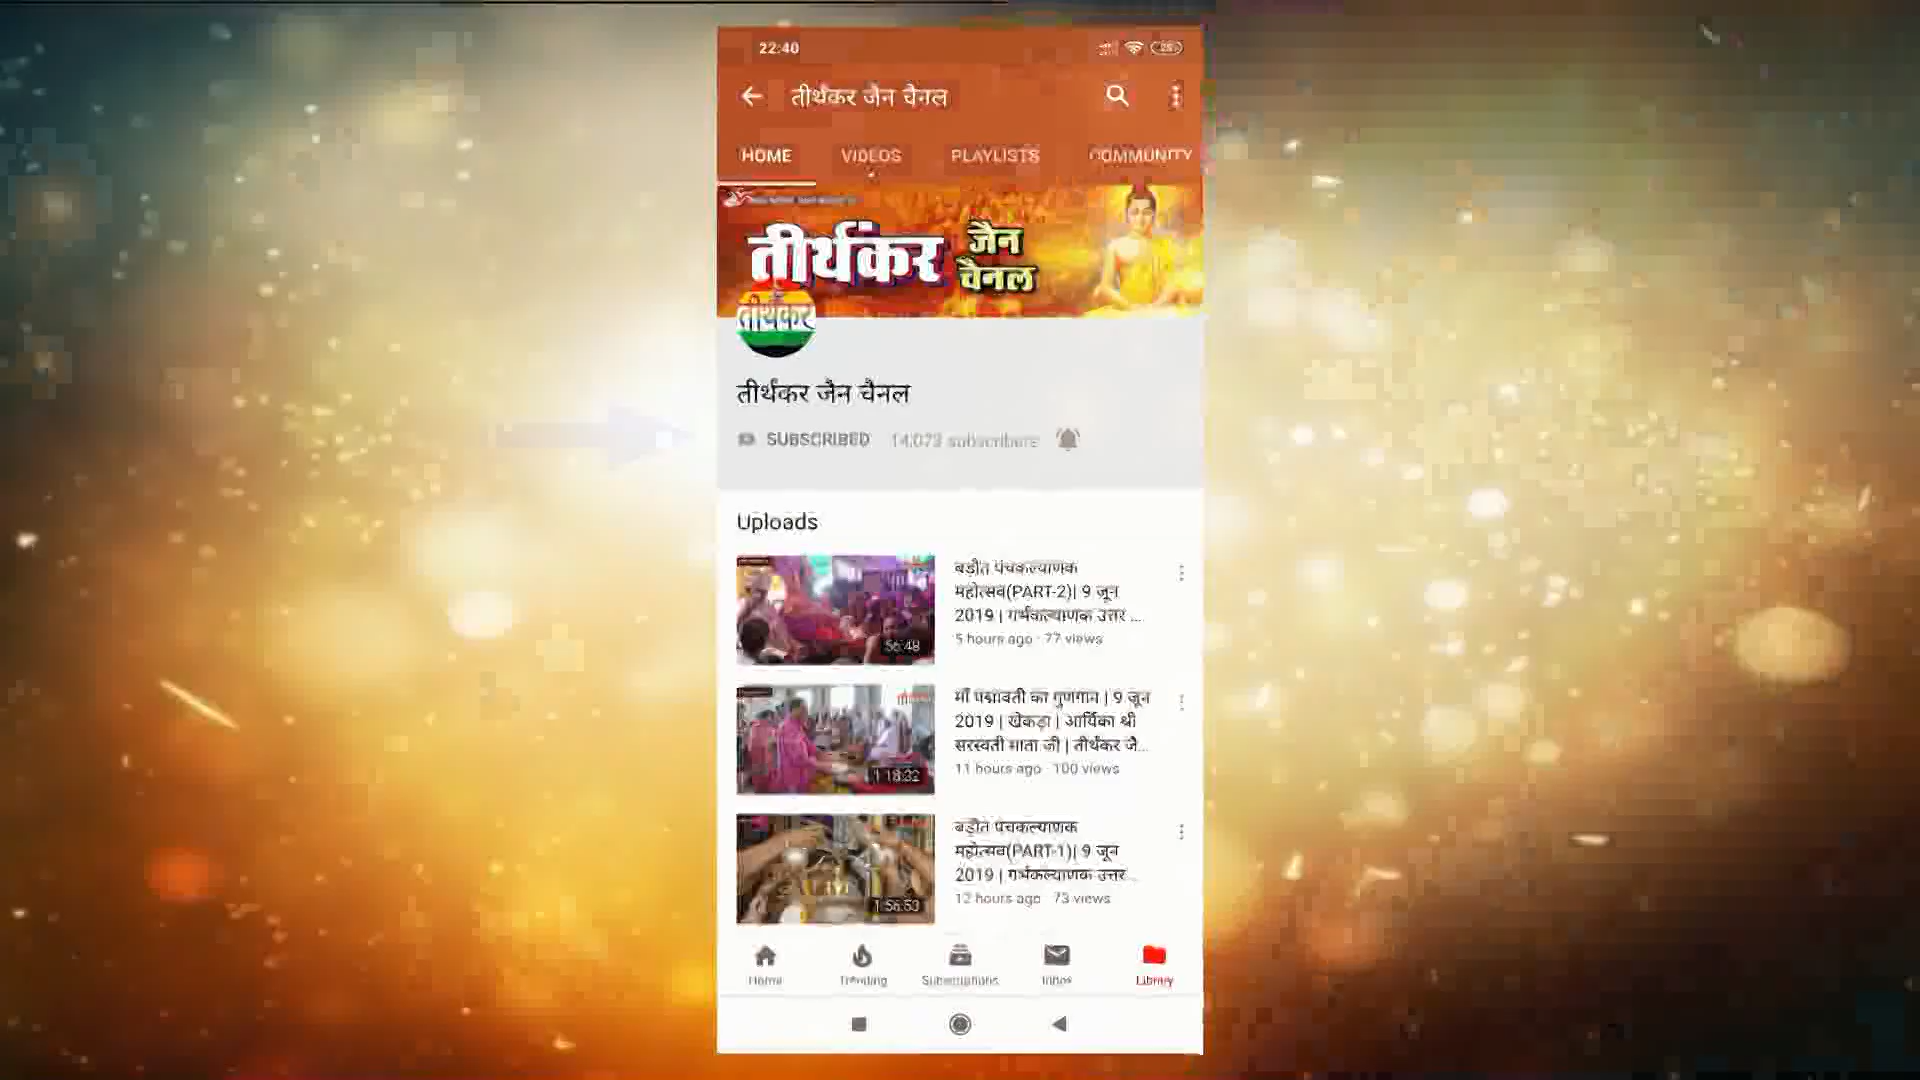 22:40
तीर्थंकर जैन चैनल
HOME VIDEOS PLAYLISTS COMMUNITY
तीर्थंकर जैन चैनल
तीर्थंकर
तीर्थंकर जैन चैनल
SUBSCRIBED 14,073 subscribers
Uploads
बड़ौत पंचकल्याणक
महोत्सव(PART-2)| 9 जून
2019 | गर्भकल्याणक उत्तर ...
5 hours ago · 77 views
56:48
माँ पद्मावती का गुणगान | 9 जून
2019 | खेकड़ा | आर्यिका श्री
सरस्वती माता जी | तीर्थंकर जै...
11 hours ago · 100 views
1:18:32
बड़ौत पंचकल्याणक
महोत्सव(PART-1)| 9 जून
2019 | गर्भकल्याणक उत्तर ...
12 hours ago · 73 views
1:56:53
Home Trending Subscriptions Inbox Library